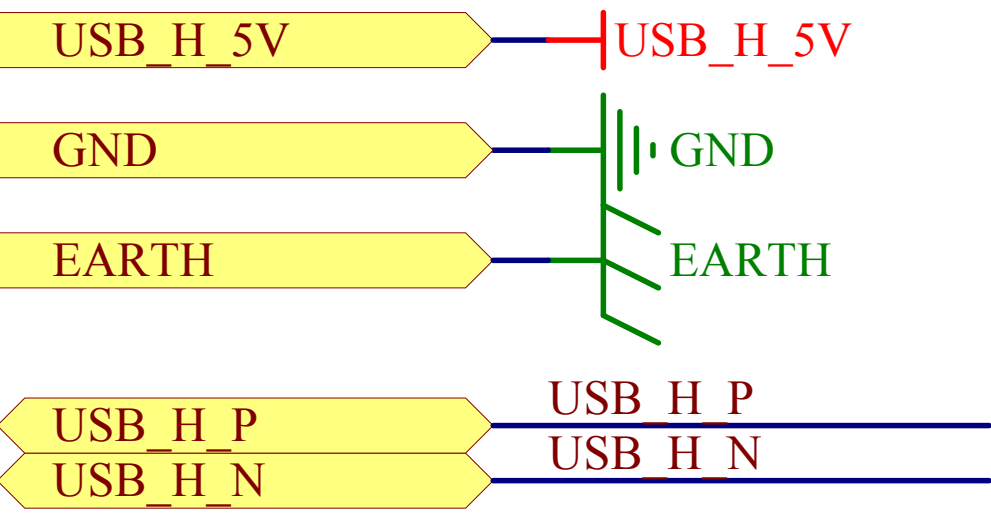 USB_H_5V USB_H_5V
GND GND
EARTH EARTH
USB_H_P USB_H_P
USB_H_N USB_H_N